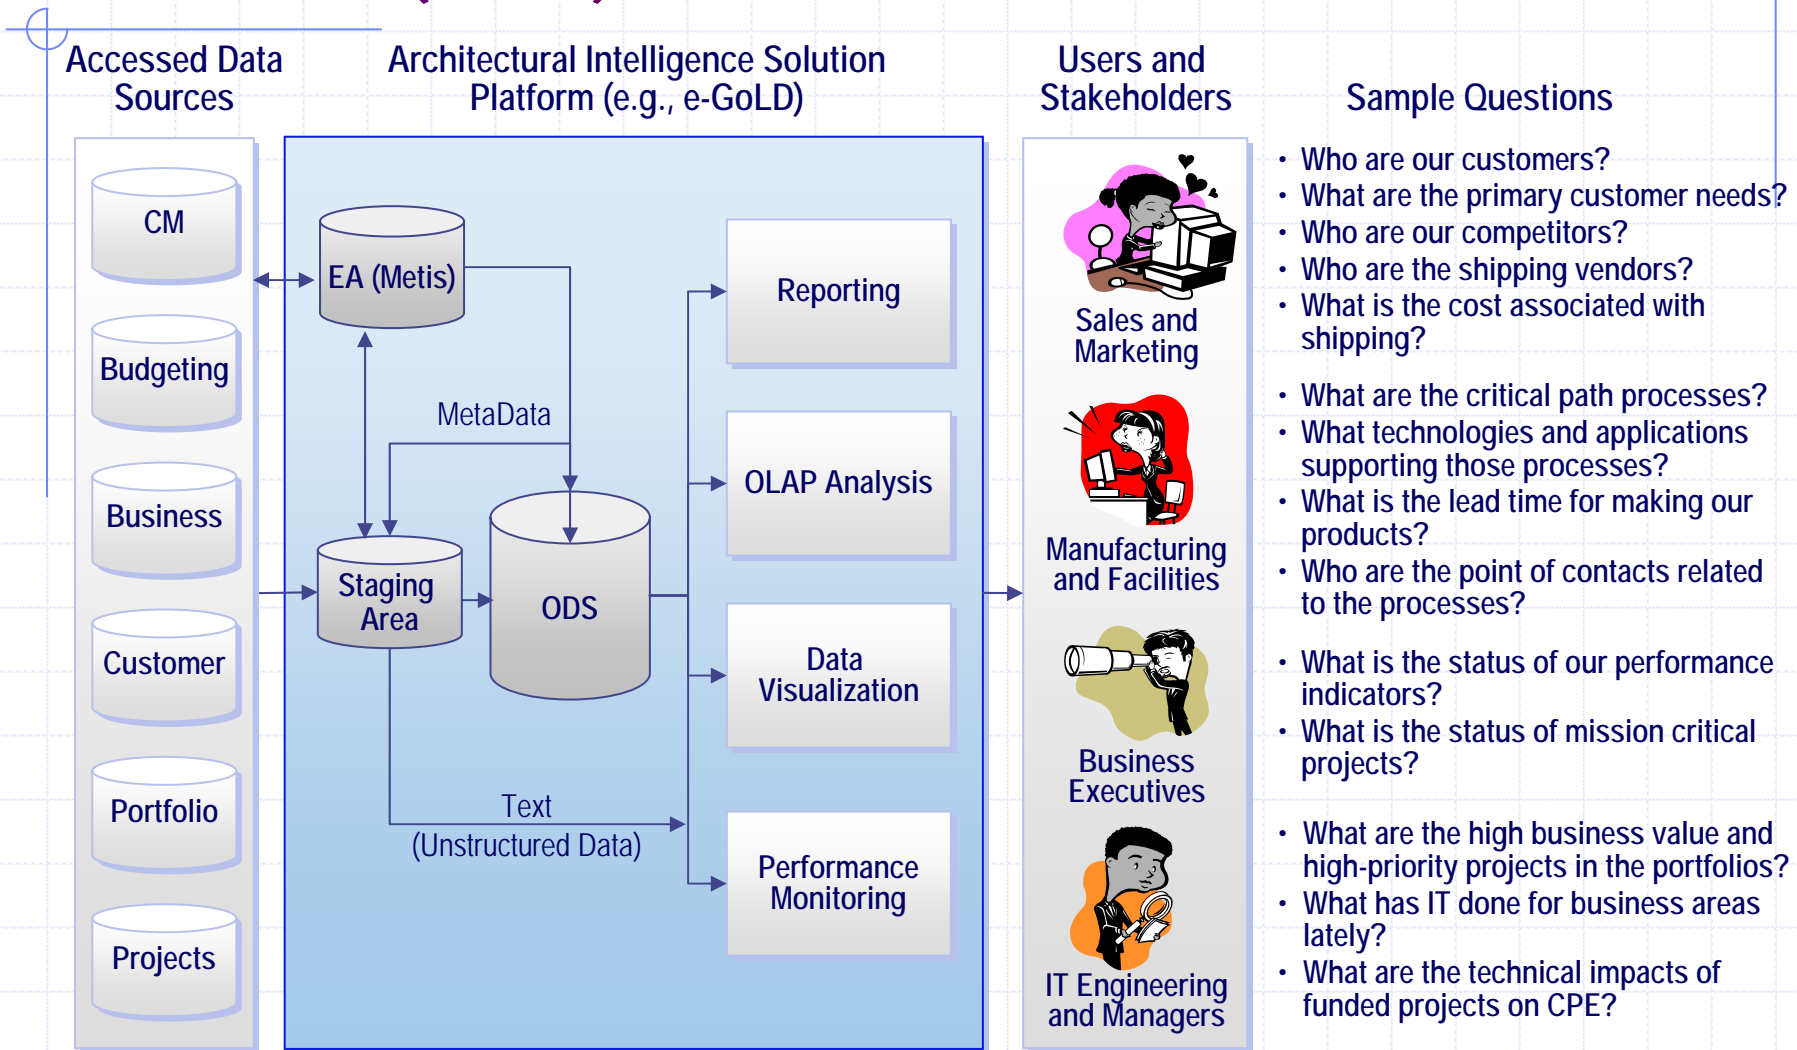 Accessed Data
Sources
Architectural Intelligence Solution
Platform (e.g., e-GoLD)
Users and
Stakeholders
Sample Questions
CM
Budgeting
Business
Customer
Portfolio
Projects
EA (Metis)
MetaData
Staging
Area
ODS
Text
(Unstructured Data)
Reporting
OLAP Analysis
Data
Visualization
Performance
Monitoring
Sales and
Marketing
Manufacturing
and Facilities
Business
Executives
IT Engineering
and Managers
• Who are our customers?
• What are the primary customer needs?
• Who are our competitors?
• Who are the shipping vendors?
• What is the cost associated with
shipping?
• What are the critical path processes?
• What technologies and applications
supporting those processes?
• What is the lead time for making our
products?
• Who are the point of contacts related
to the processes?
• What is the status of our performance
indicators?
• What is the status of mission critical
projects?
• What are the high business value and
high-priority projects in the portfolios?
• What has IT done for business areas
lately?
• What are the technical impacts of
funded projects on CPE?